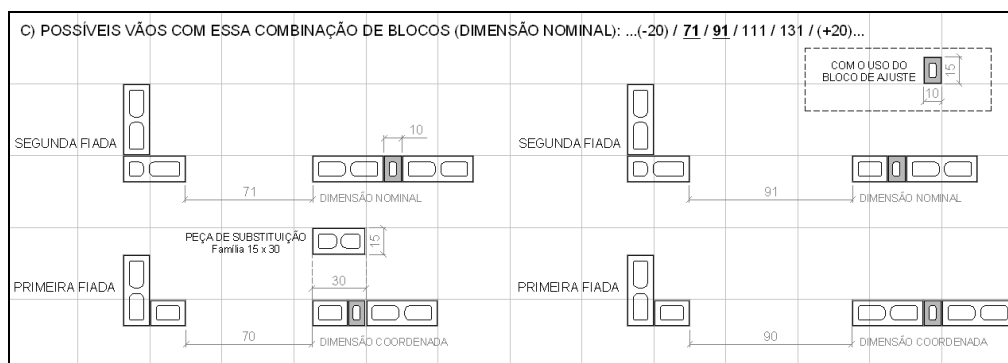 C) POSSÍVEIS VÃOS COM ESSA COMBINAÇÃO DE BLOCOS (DIMENSÃO NOMINAL): ...(-20) / 71 / 91 / 111 / 131 / (+20)...
COM O USO DO
BLOCO DE AJUSTE
15
10
SEGUNDA FIADA
10
71
DIMENSÃO NOMINAL
SEGUNDA FIADA
91
DIMENSÃO NOMINAL
PEÇA DE SUBSTITUIÇÃO
Família 15 x 30
15
30
PRIMEIRA FIADA
70
DIMENSÃO COORDENADA
PRIMEIRA FIADA
90
DIMENSÃO COORDENADA